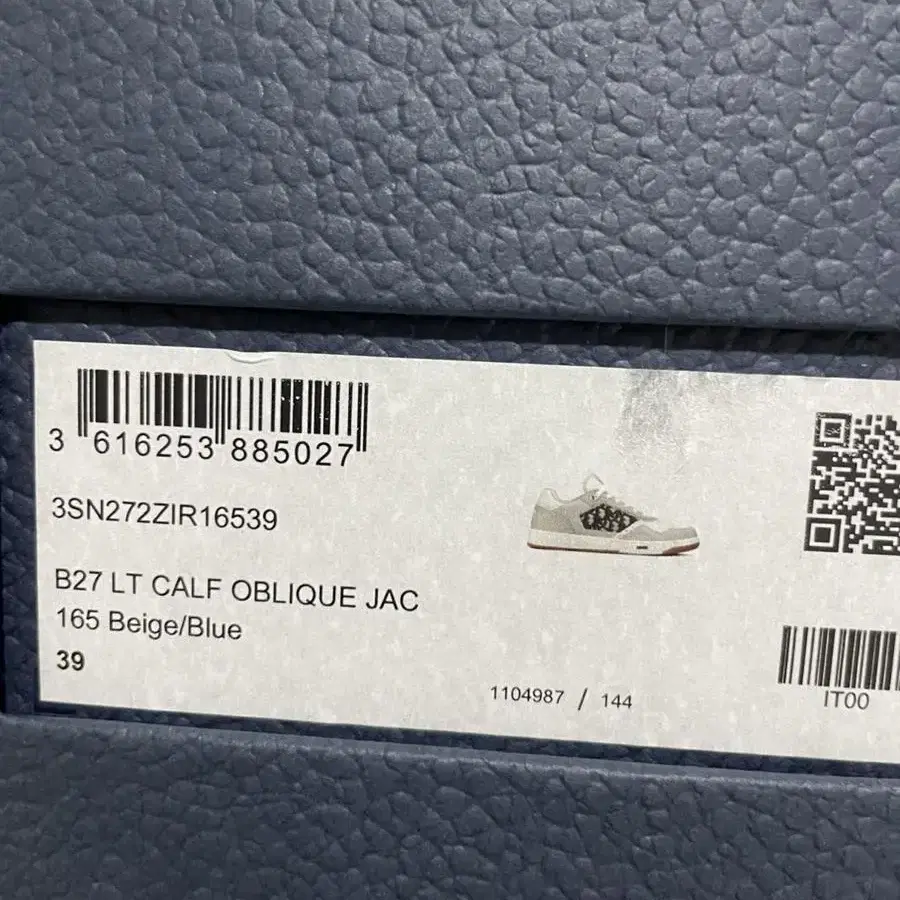 3 616253 885027
3SN272ZIR16539
B27 LT CALF OBLIQUE JAC
165 Beige/Blue
39
1104987 / 144
IT00